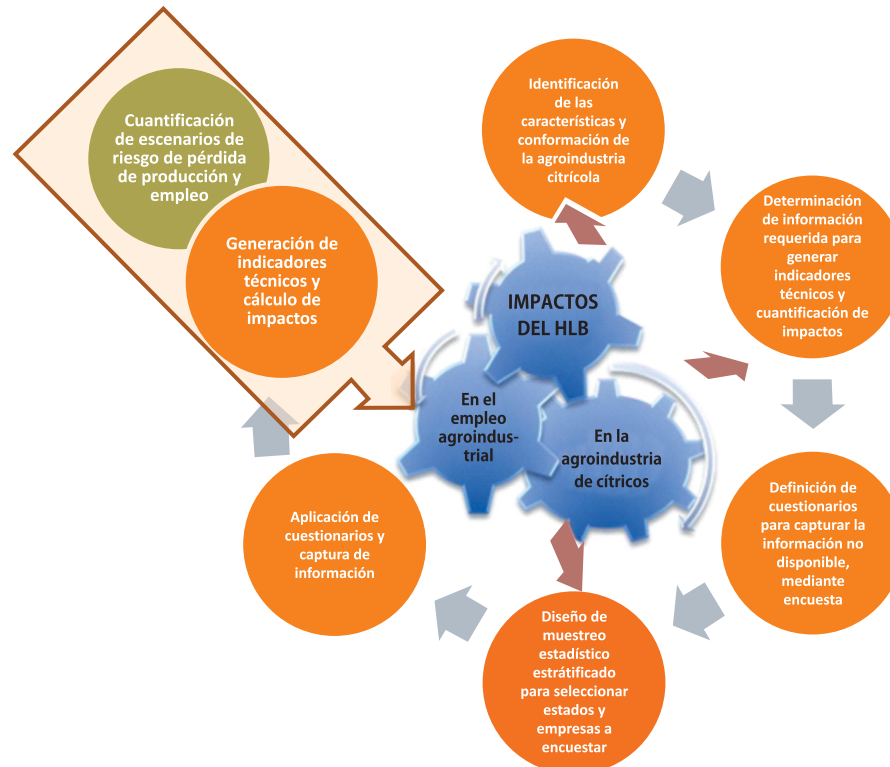 Cuantificación
de escenarios de
riesgo de pérdida
de producción y
empleo
Generación de
indicadores
técnicos y
cálculo de
impactos
Identificación
de las
características y
conformación de
la agroindustria
citrícola
Determinación
de información
requerida para
generar
indicadores
técnicos y
cuantificación de
impactos
IMPACTOS
DEL HLB
En el
empleo
agroindus-
trial
En la
agroindustria
de cítricos
Definición de
cuestionarios
para capturar la
información no
disponible,
mediante
encuesta
Diseño de
muestreo
estadístico
estrátificado
para seleccionar
estados y
empresas a
encuestar
Aplicación de
cuestionarios y
captura de
información